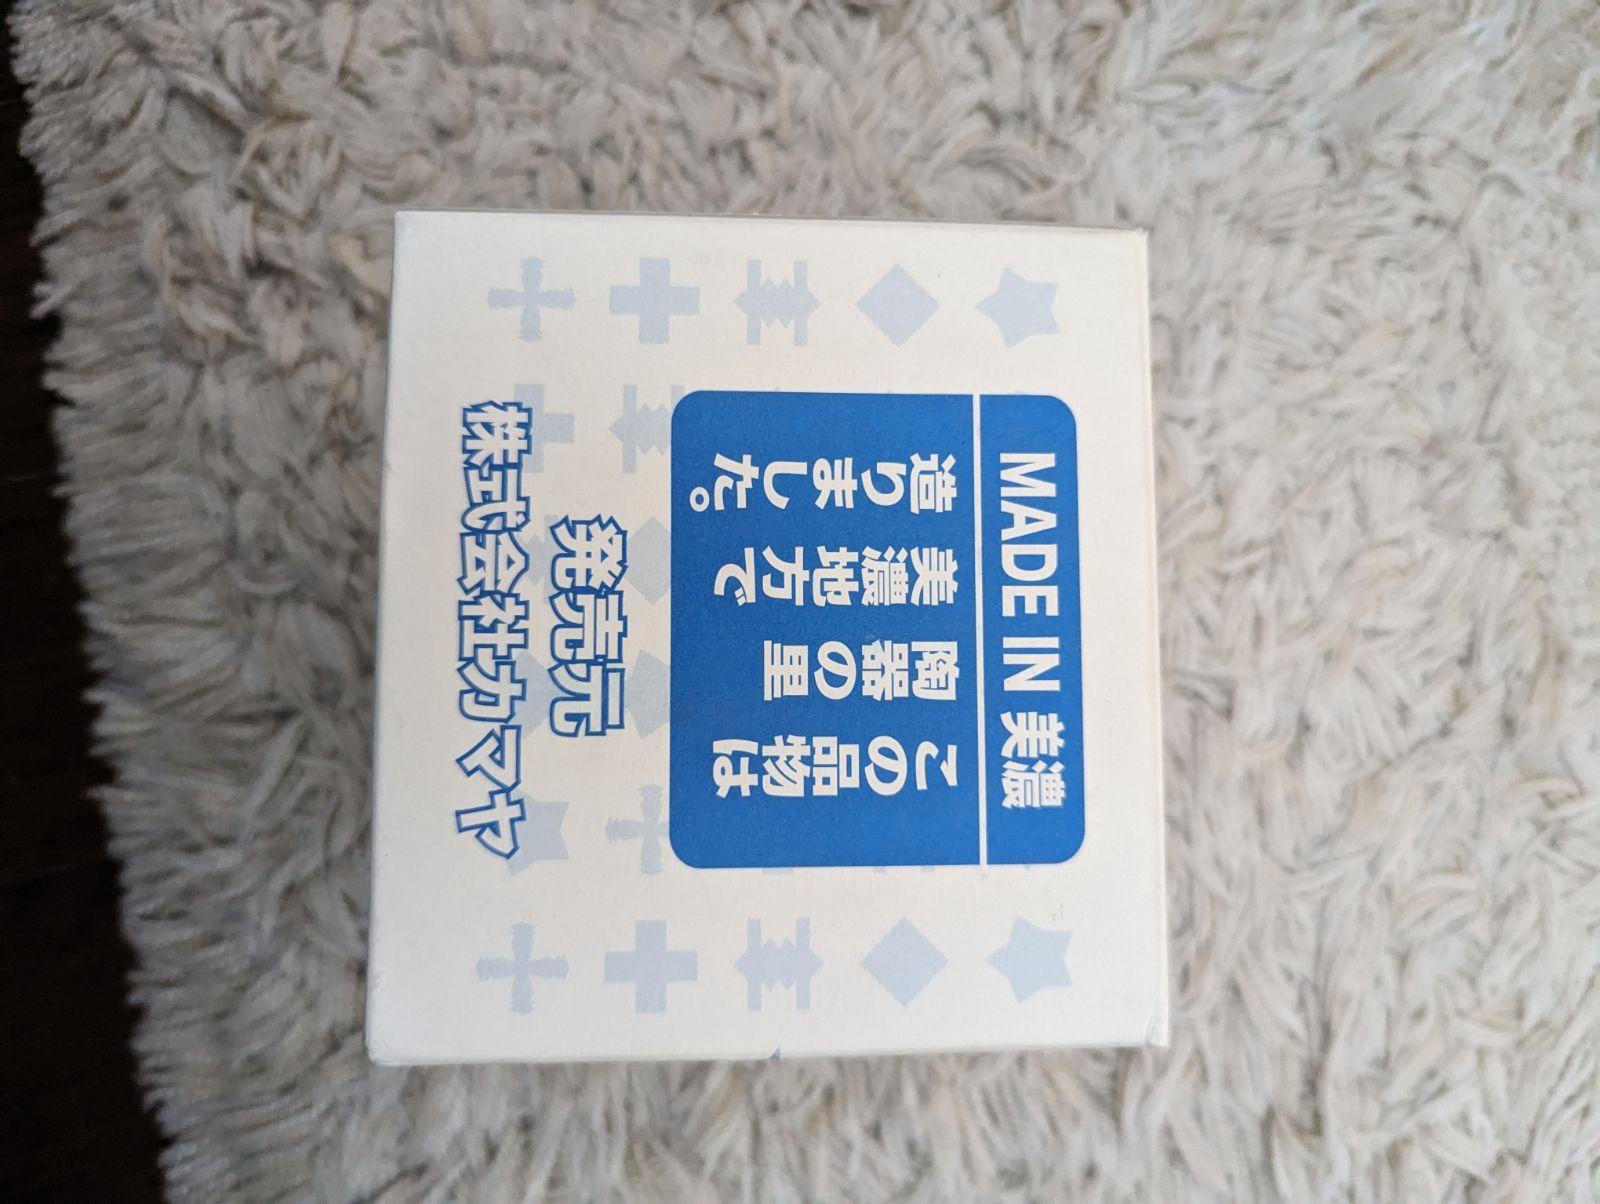 MADE IN 美濃
この品物は
陶器の里
美濃地方で
造りました。
発売元
株式会社カマヤ